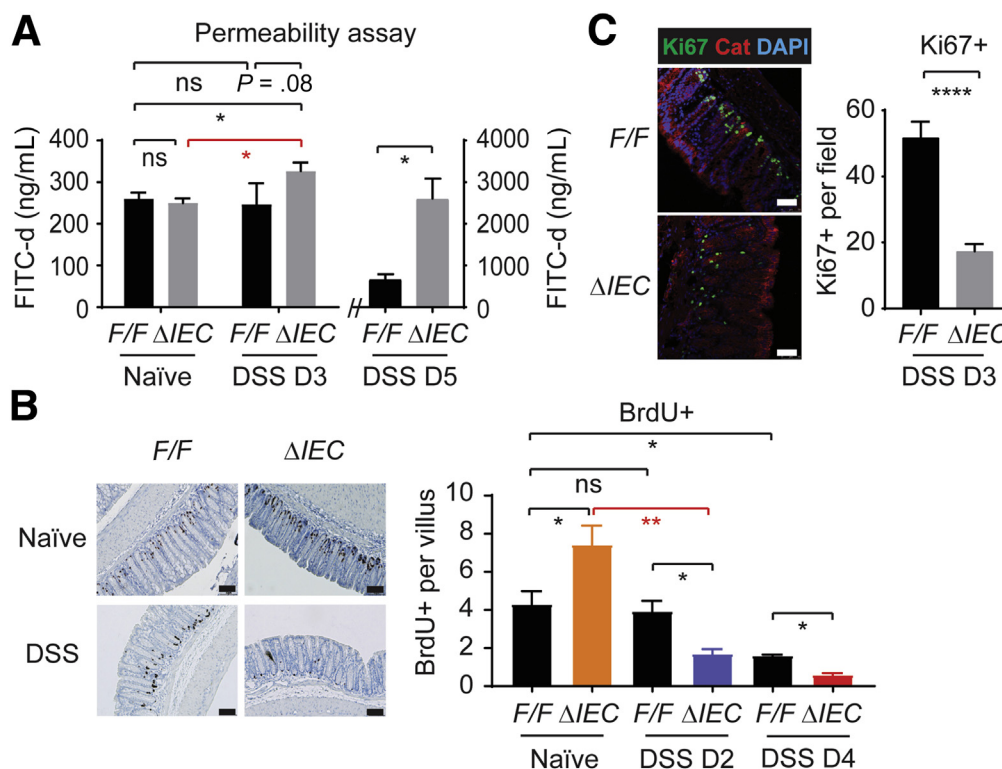 A
Permeability assay
ns
P = .08
*
ns
*
*
FITC-d (ng/mL)
400
300
200
100
0
4000
3000
2000
1000
0
FITC-d (ng/mL)
F/F ΔIEC
F/F ΔIEC
F/F ΔIEC
Naïve
DSS D3
DSS D5
C
Ki67 Cat DAPI
F/F
ΔIEC
Ki67+
****
Ki67+ per field
60
40
20
0
F/F
ΔIEC
DSS D3
B
F/F
ΔIEC
Naïve
DSS
BrdU+
*
ns
*
**
*
*
BrdU+ per villus
10
8
6
4
2
0
F/F ΔIEC
F/F ΔIEC
F/F ΔIEC
Naïve
DSS D2
DSS D4